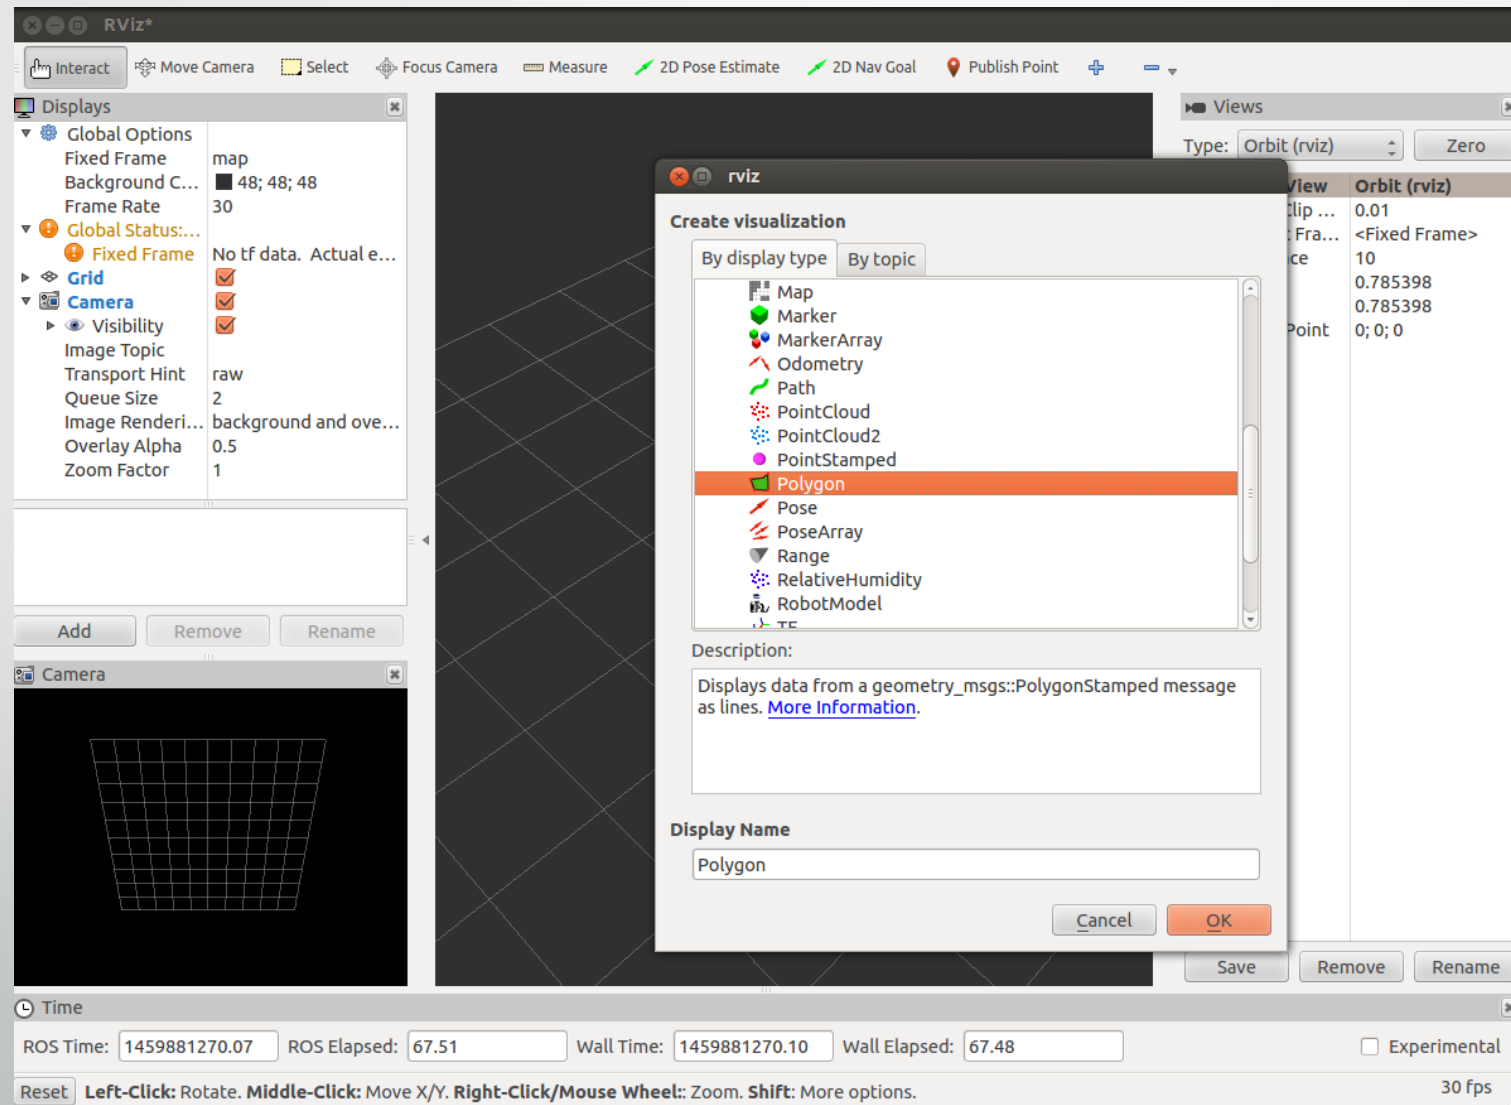 RViz*
Interact Move Camera Select Focus Camera Measure 2D Pose Estimate 2D Nav Goal Publish Point
Displays
Global Options
Fixed Frame map
Background C... 48; 48; 48
Frame Rate 30
Global Status:...
Fixed Frame No tf data. Actual e...
Grid
Camera
Visibility
Image Topic
Transport Hint raw
Queue Size 2
Image Renderi... background and ove...
Overlay Alpha 0.5
Zoom Factor 1
Add Remove Rename
Camera
rviz
Create visualization
By display type By topic
Map
Marker
MarkerArray
Odometry
Path
PointCloud
PointCloud2
PointStamped
Polygon
Pose
PoseArray
Range
RelativeHumidity
RobotModel
TF
Description:
Displays data from a geometry_msgs::PolygonStamped message
as lines. More Information.
Display Name
Polygon
Cancel OK
Views
Type: Orbit (rviz) Zero
View Orbit (rviz)
Clip ... 0.01
Fra... <Fixed Frame>
ce 10
0.785398
0.785398
Point 0; 0; 0
Save Remove Rename
Time
ROS Time: 1459881270.07 ROS Elapsed: 67.51 Wall Time: 1459881270.10 Wall Elapsed: 67.48 Experimental
Reset Left-Click: Rotate. Middle-Click: Move X/Y. Right-Click/Mouse Wheel:: Zoom. Shift: More options. 30 fps